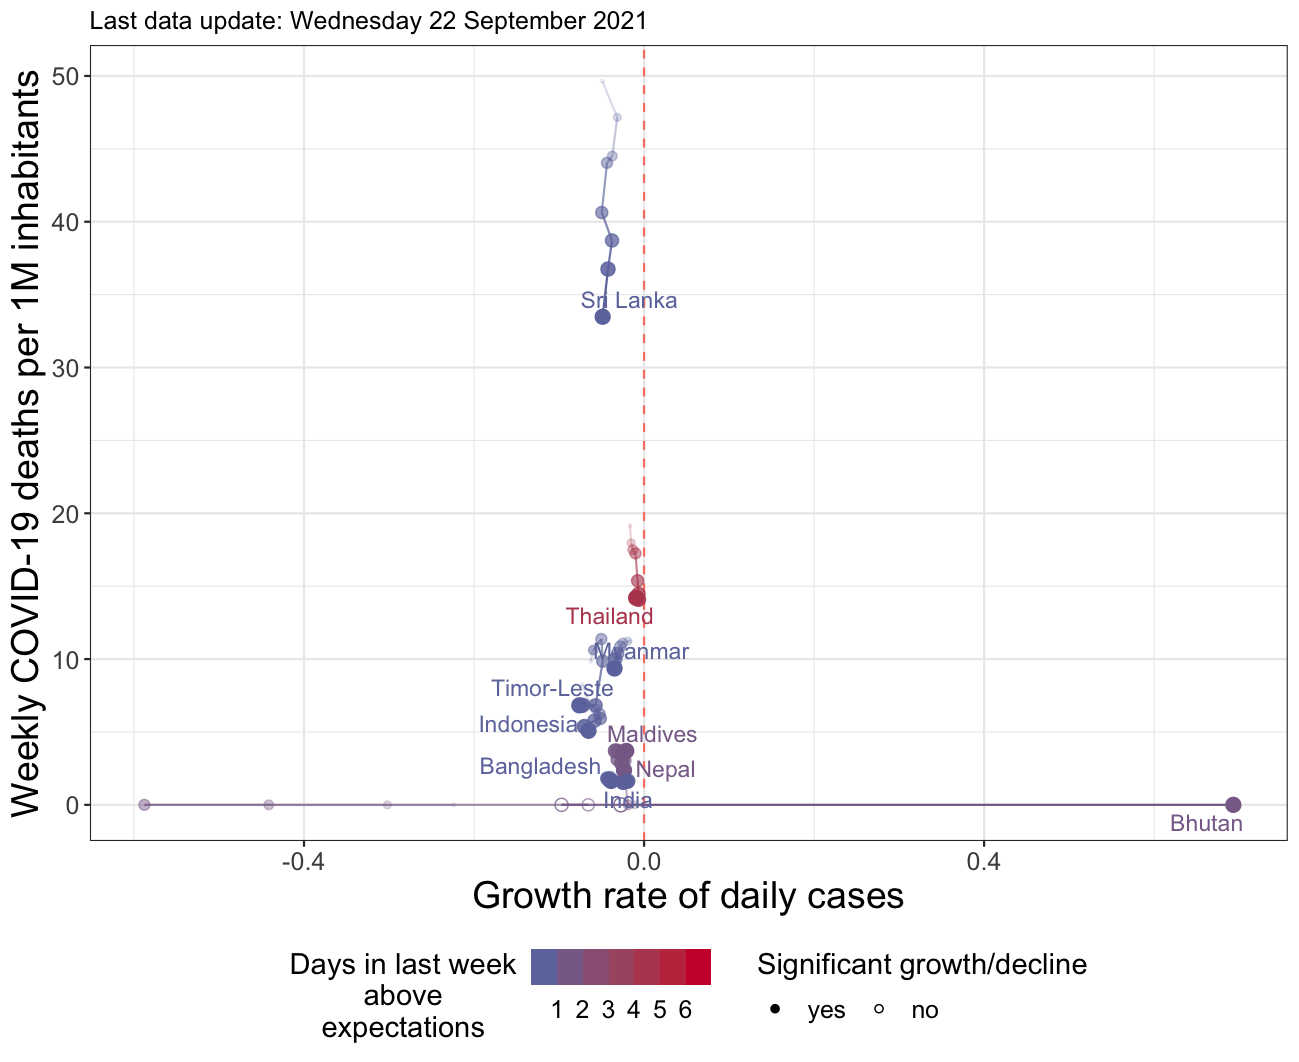 Last data update: Wednesday 22 September 2021
Weekly COVID-19 deaths per 1M inhabitants
50
40
30
20
10
0
Sri Lanka
Thailand
Myanmar
Timor-Leste
Indonesia
Maldives
Bangladesh
Nepal
India
Bhutan
-0.4
0.0
0.4
Growth rate of daily cases
Days in last week
above
expectations
1 2 3 4 5 6
Significant growth/decline
yes no